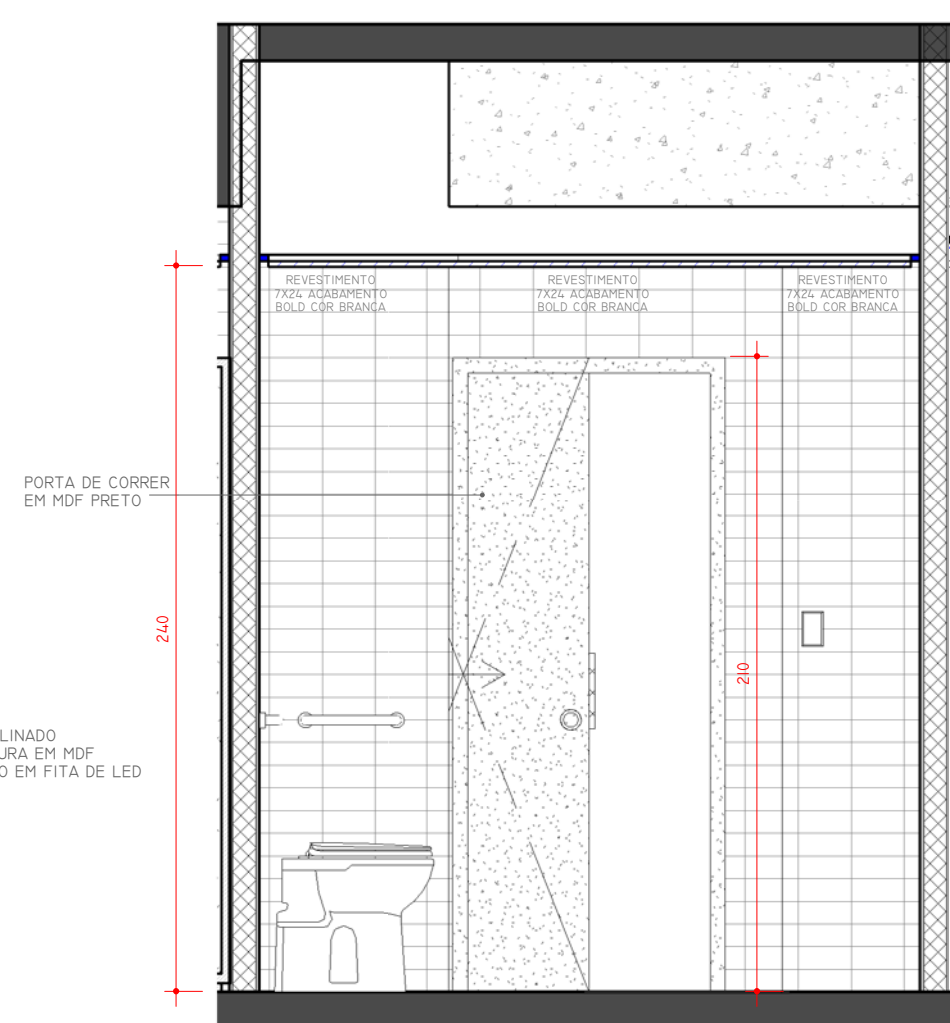 REVESTIMENTO
7X24 ACABAMENTO
BOLD COR BRANCA
REVESTIMENTO
7X24 ACABAMENTO
BOLD COR BRANCA
REVESTIMENTO
7X24 ACABAMENTO
BOLD COR BRANCA
PORTA DE CORRER
EM MDF PRETO
240
210
LINADO
URA EM MDF
O EM FITA DE LED